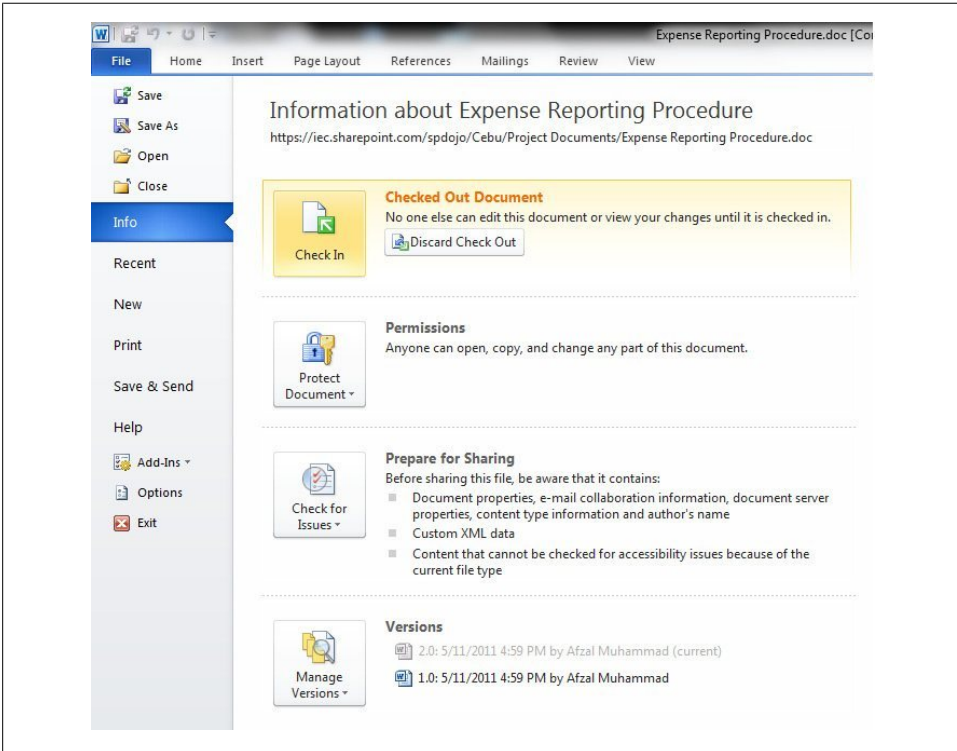 W
Expense Reporting Procedure.doc [Co
File Home Insert Page Layout References Mailings Review View
Save
Save As
Open
Close
Info
Recent
New
Print
Save & Send
Help
Add-Ins
Options
Exit
Information about Expense Reporting Procedure
https://iec.sharepoint.com/spdojo/Cebu/Project Documents/Expense Reporting Procedure.doc
Check In
Checked Out Document
No one else can edit this document or view your changes until it is checked in.
Discard Check Out
Protect
Document
Permissions
Anyone can open, copy, and change any part of this document.
Check for
Issues
Prepare for Sharing
Before sharing this file, be aware that it contains:
Document properties, e-mail collaboration information, document server
properties, content type information and author's name
Custom XML data
Content that cannot be checked for accessibility issues because of the
current file type
Manage
Versions
Versions
2.0: 5/11/2011 4:59 PM by Afzal Muhammad (current)
1.0: 5/11/2011 4:59 PM by Afzal Muhammad